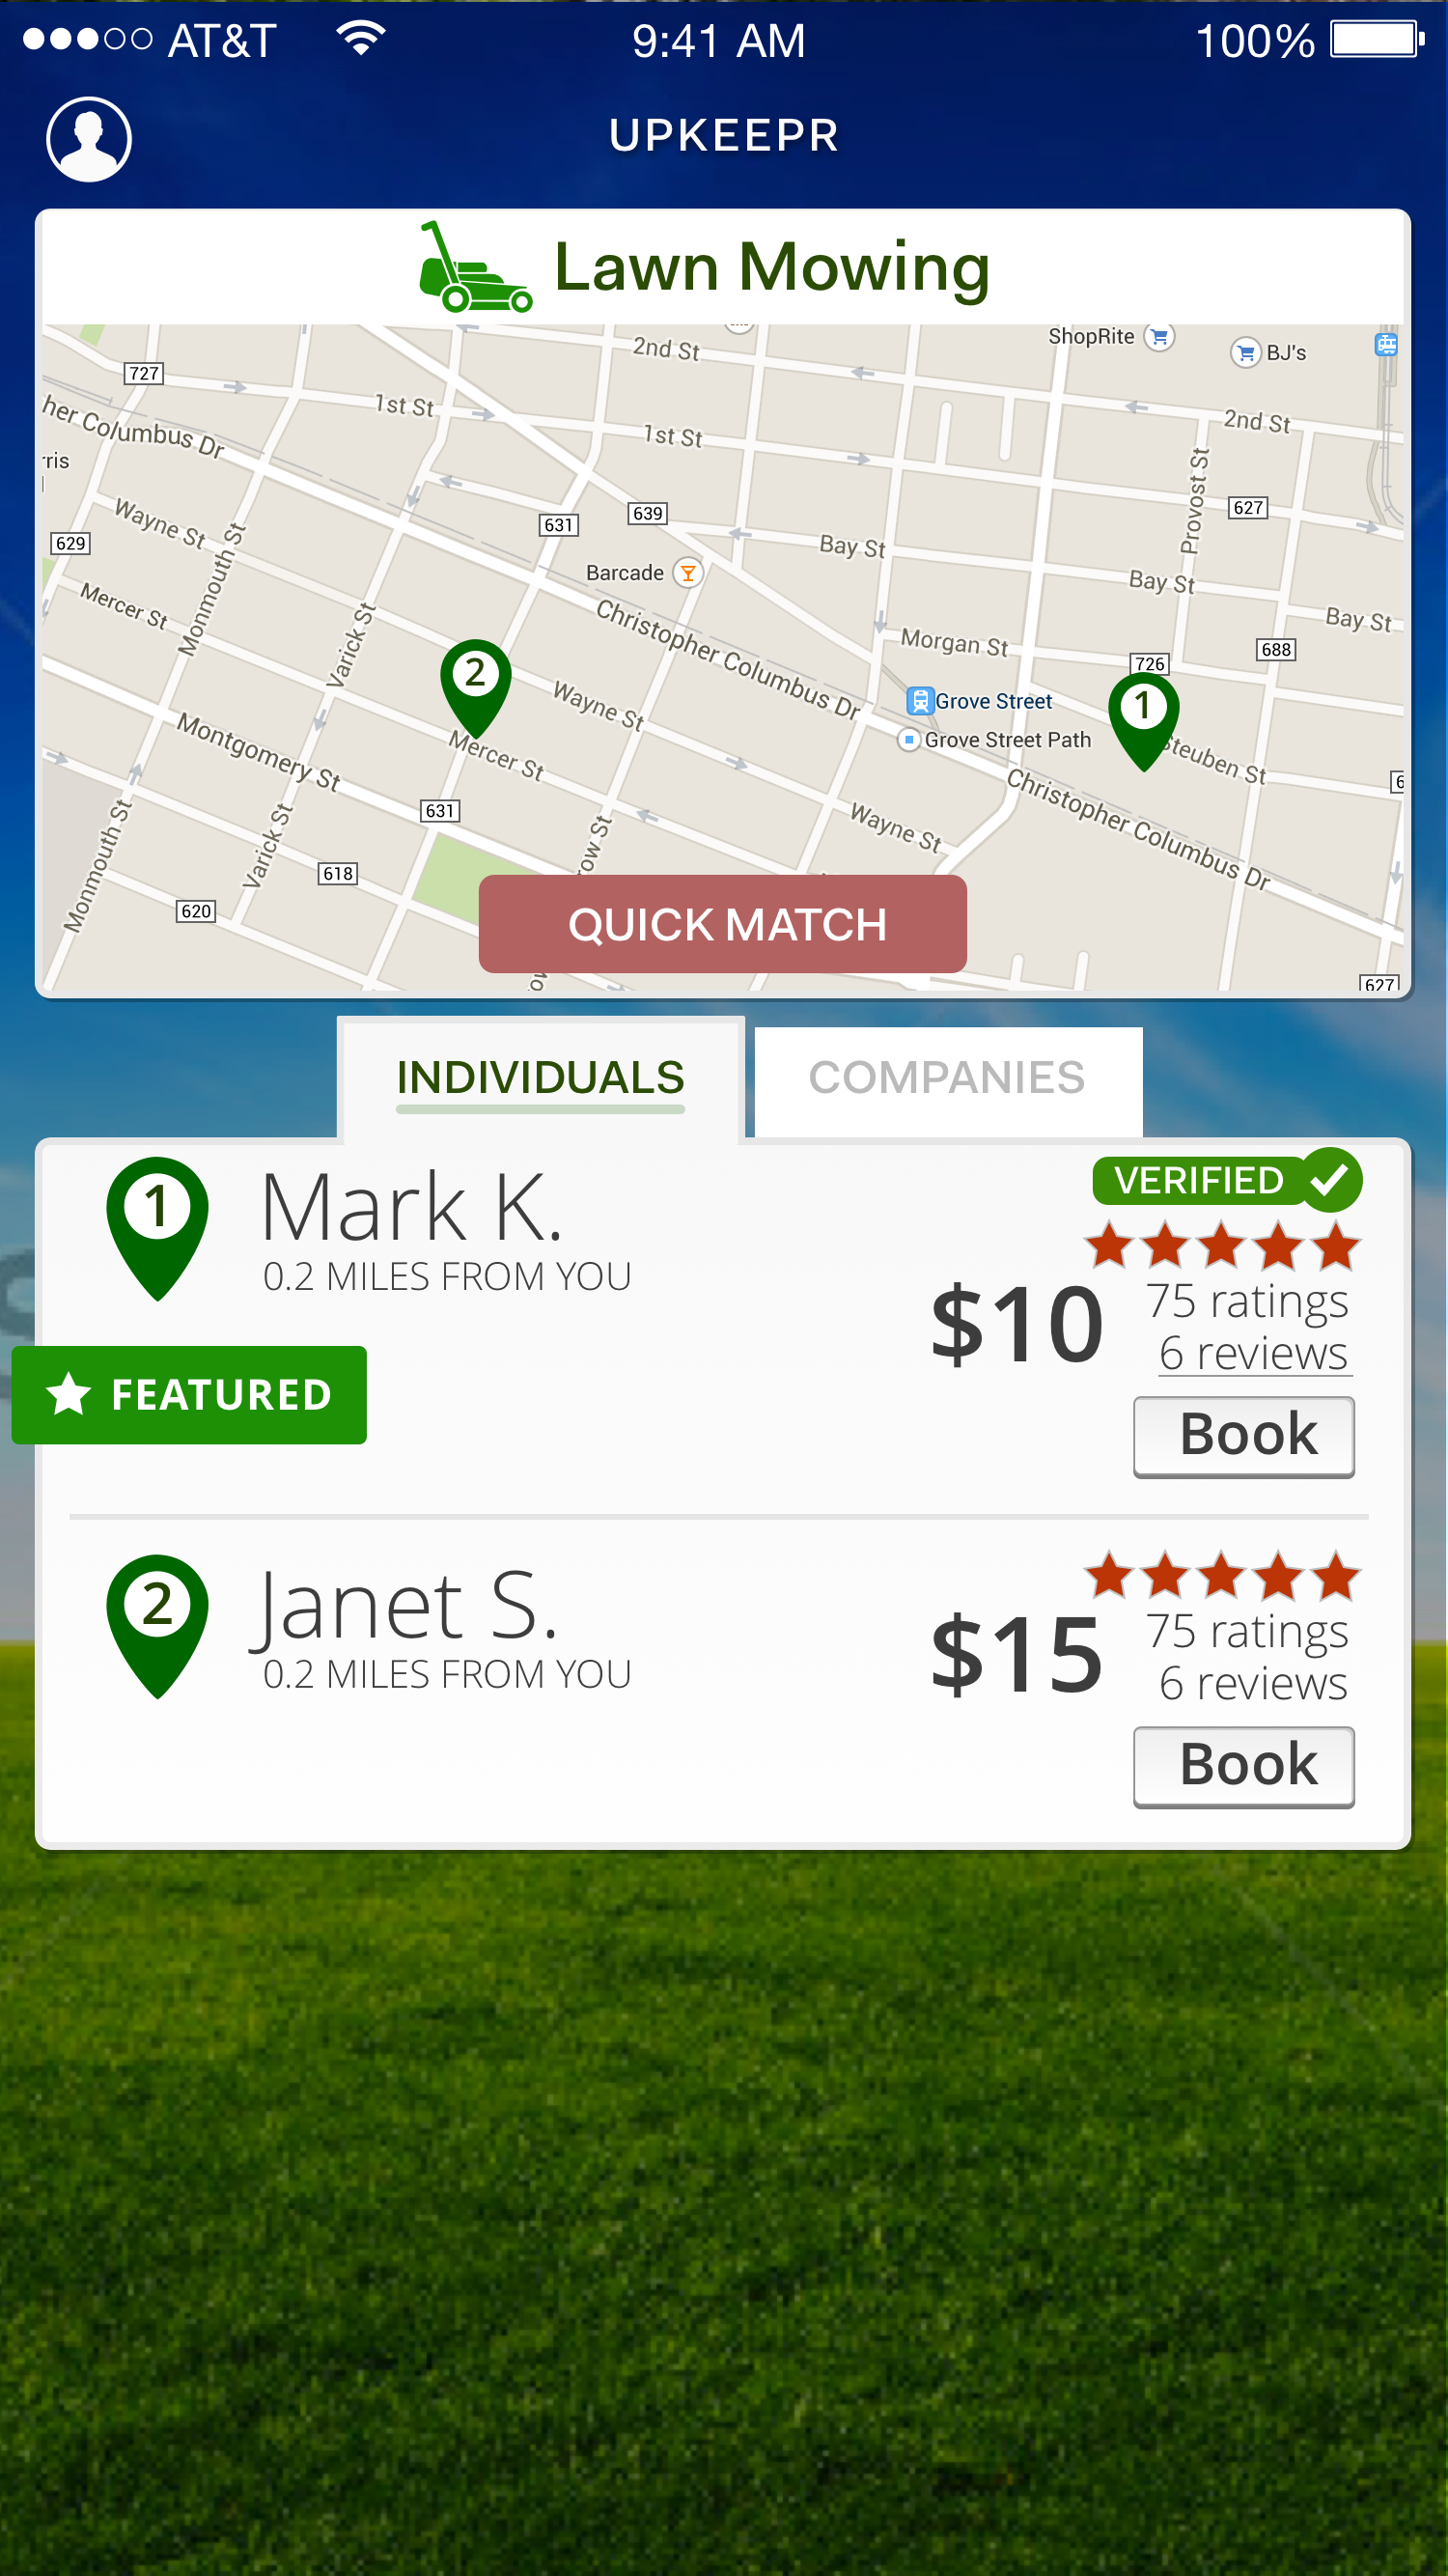 AT&T 9:41 AM 100%
UPKEEPR
Lawn Mowing
ShopRite
BJ's
2nd St
727
1st St
1st St
2nd St
her Columbus Dr
rris
Provost St
627
Wayne St
639
631
629
Bay St
Monmouth St
Barcade
Bay St
Mercer St
Christopher Columbus Dr
Bay St
Varick St
Morgan St
688
726
2
Wayne St
Grove Street
1
Montgomery St
Mercer St
Grove Street Path
Steuben St
6
Christopher Columbus Dr
631
Monmouth St
Varick St
row St
Wayne St
618
620
QUICK MATCH
ow
627
INDIVIDUALS
COMPANIES
1
Mark K.
VERIFIED
0.2 MILES FROM YOU
$10
75 ratings
6 reviews
FEATURED
Book
2
Janet S.
0.2 MILES FROM YOU
$15
75 ratings
6 reviews
Book